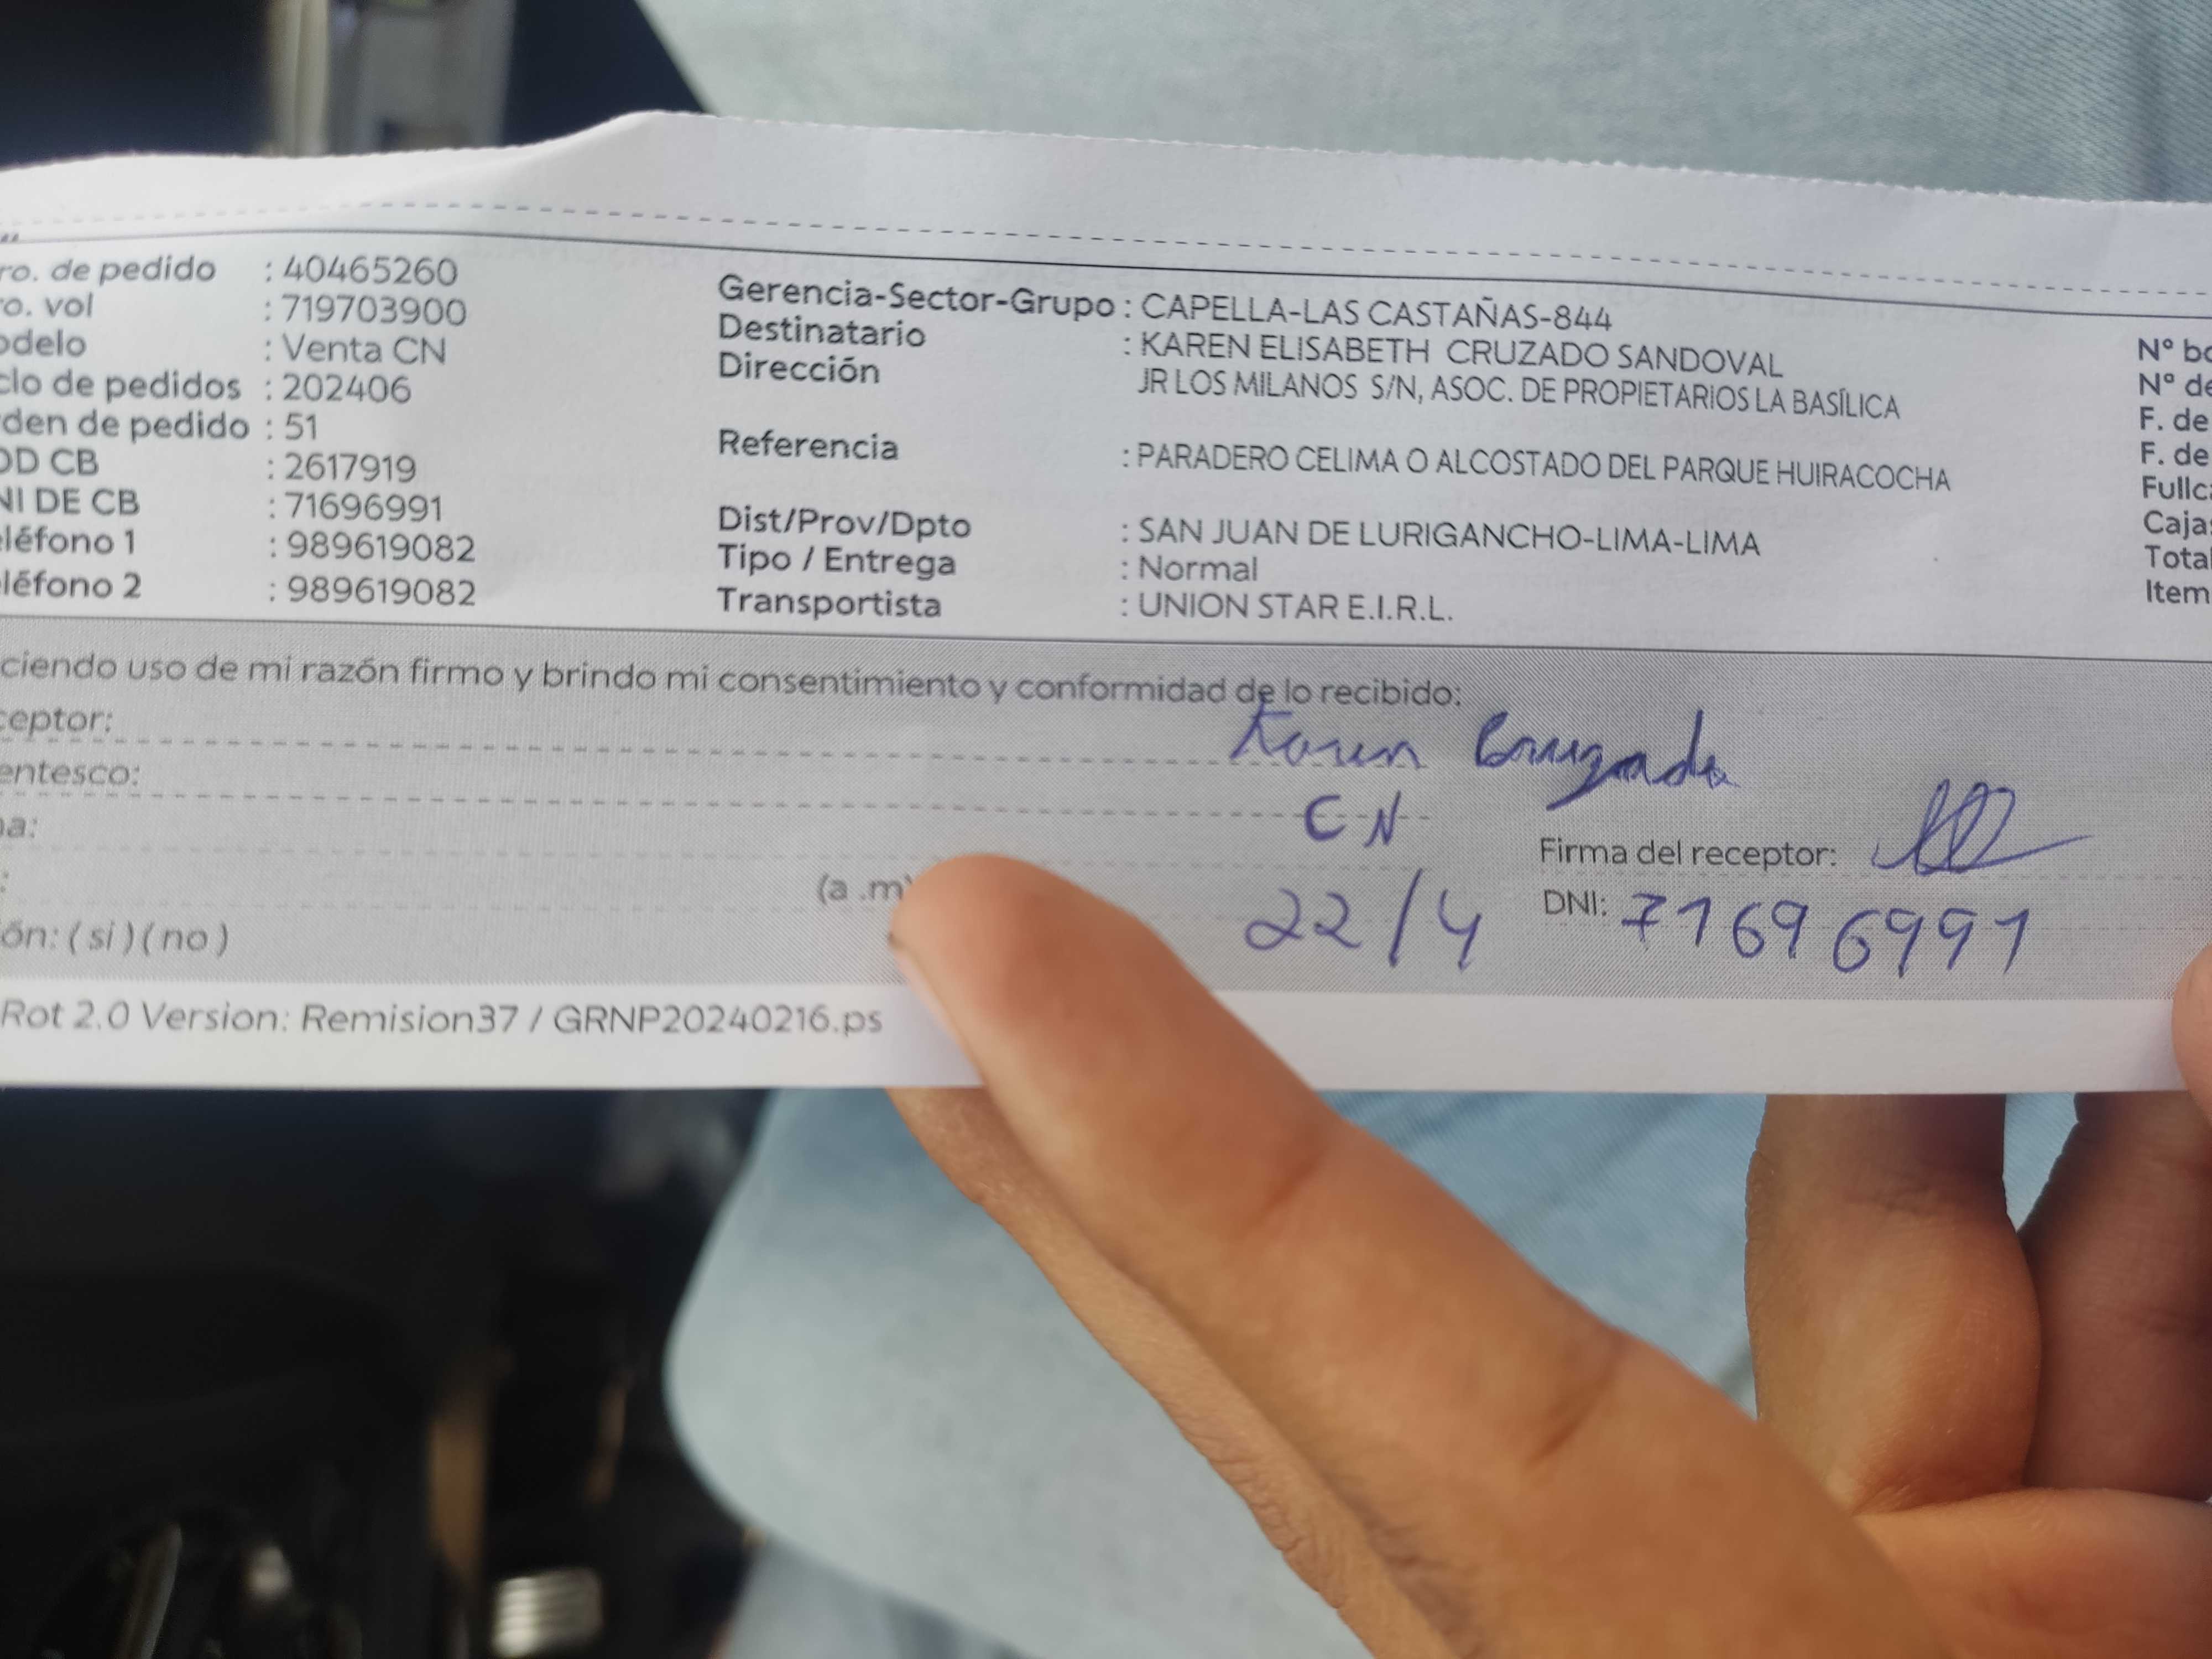 ro. de pedido : 40465260
o. vol : 719703900
odelo : Venta CN
clo de pedidos : 202406
den de pedido : 51
OD CB : 2617919
NI DE CB : 71696991
eléfono 1 : 989619082
eléfono 2 : 989619082
Gerencia-Sector-Grupo : CAPELLA-LAS CASTAÑAS-844
Destinatario : KAREN ELISABETH CRUZADO SANDOVAL
Dirección JR LOS MILANOS S/N, ASOC. DE PROPIETARIOS LA BASÍLICA
Referencia : PARADERO CELIMA O ALCOSTADO DEL PARQUE HUIRACOCHA
Dist/Prov/Dpto : SAN JUAN DE LURIGANCHO-LIMA-LIMA
Tipo / Entrega : Normal
Transportista : UNION STAR E.I.R.L.
N° bo
N° de
F. de
F. de
Fullc
Caja
Total
Item
ciendo uso de mi razón firmo y brindo mi consentimiento y conformidad de lo recibido:
ceptor: Karen Cruzado
entesco: CN
na: 22/4
: (a .m)
ón: ( si ) ( no )
Firma del receptor:
DNI: 71696991
Rot 2.0 Version: Remision37 / GRNP20240216.ps